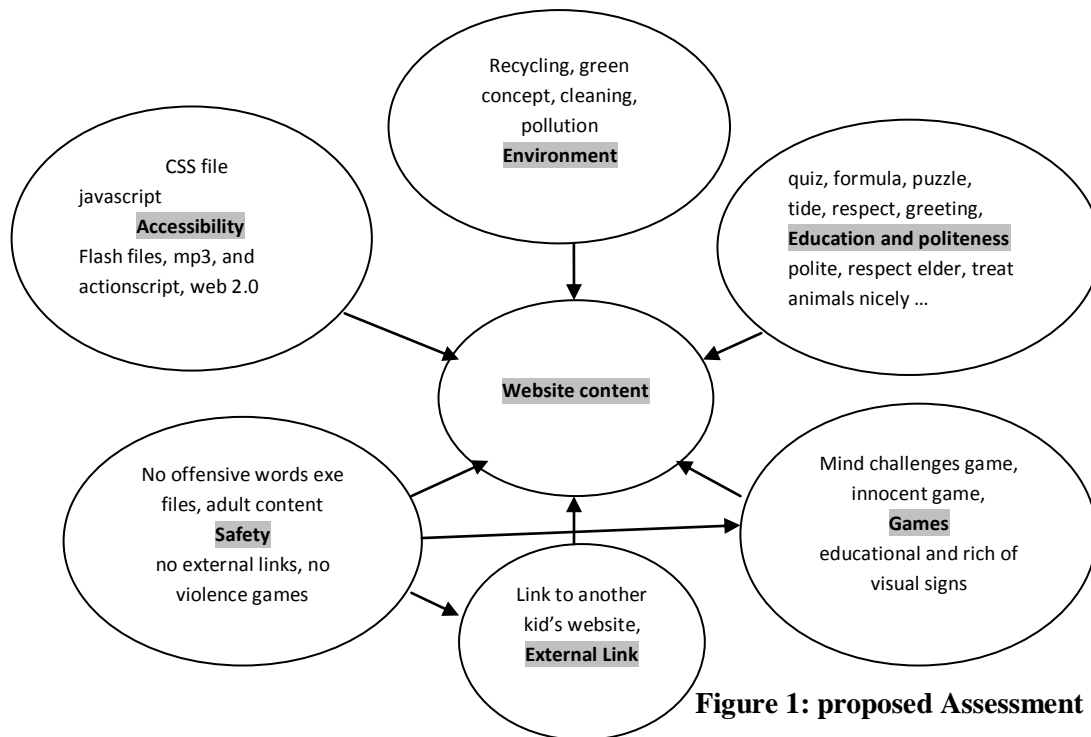 Recycling, green
concept, cleaning,
pollution
Environment
CSS file
javascript
Accessibility
Flash files, mp3, and
actionscript, web 2.0
quiz, formula, puzzle,
tide, respect, greeting,
Education and politeness
polite, respect elder, treat
animals nicely ...
Website content
No offensive words exe
files, adult content
Safety
no external links, no
violence games
Mind challenges game,
innocent game,
Games
educational and rich of
visual signs
Link to another
kid's website,
External Link
Figure 1: proposed Assessment